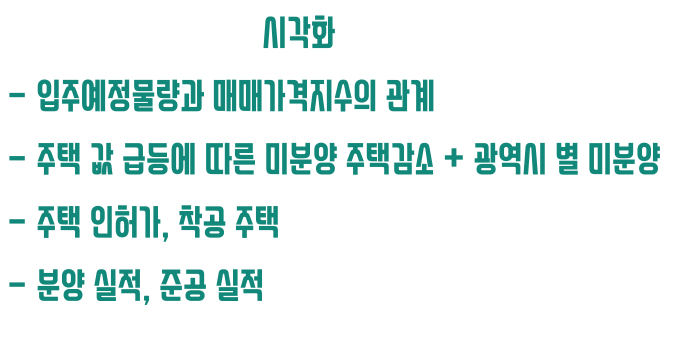 시각화
- 입주예정물량과 매매가격지수의 관계
- 주택 값 급등에 따른 미분양 주택감소 + 광역시 별 미분양
- 주택 인허가, 착공 주택
- 분양 실적, 준공 실적